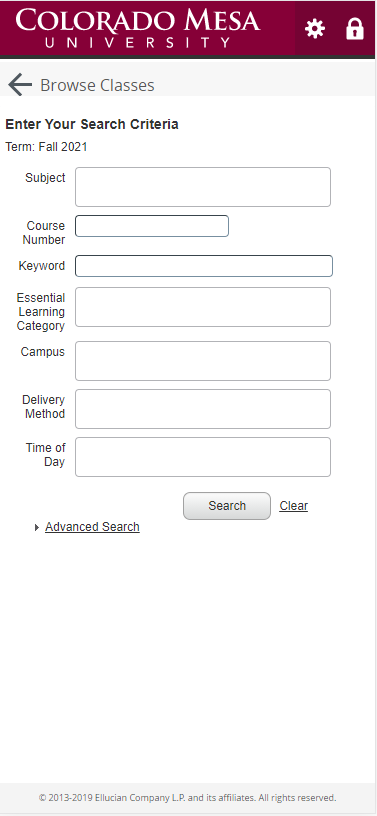 COLORADO MESA
UNIVERSITY
Browse Classes
Enter Your Search Criteria
Term: Fall 2021
Subject
Course
Number
Keyword
Essential
Learning
Category
Campus
Delivery
Method
Time of
Day
Search Clear
Advanced Search
© 2013-2019 Ellucian Company L.P. and its affiliates. All rights reserved.